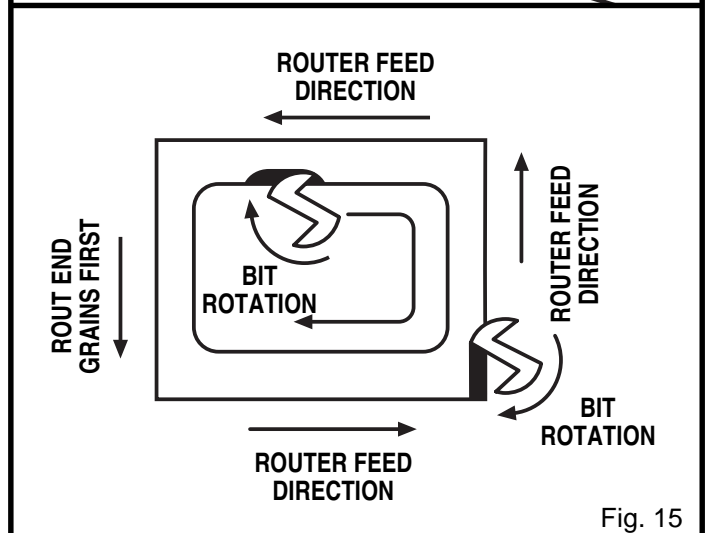 ROUTER FEED
DIRECTION
ROUT END
GRAINS FIRST
BIT
ROTATION
ROUTER FEED
DIRECTION
BIT
ROTATION
ROUTER FEED
DIRECTION
Fig. 15